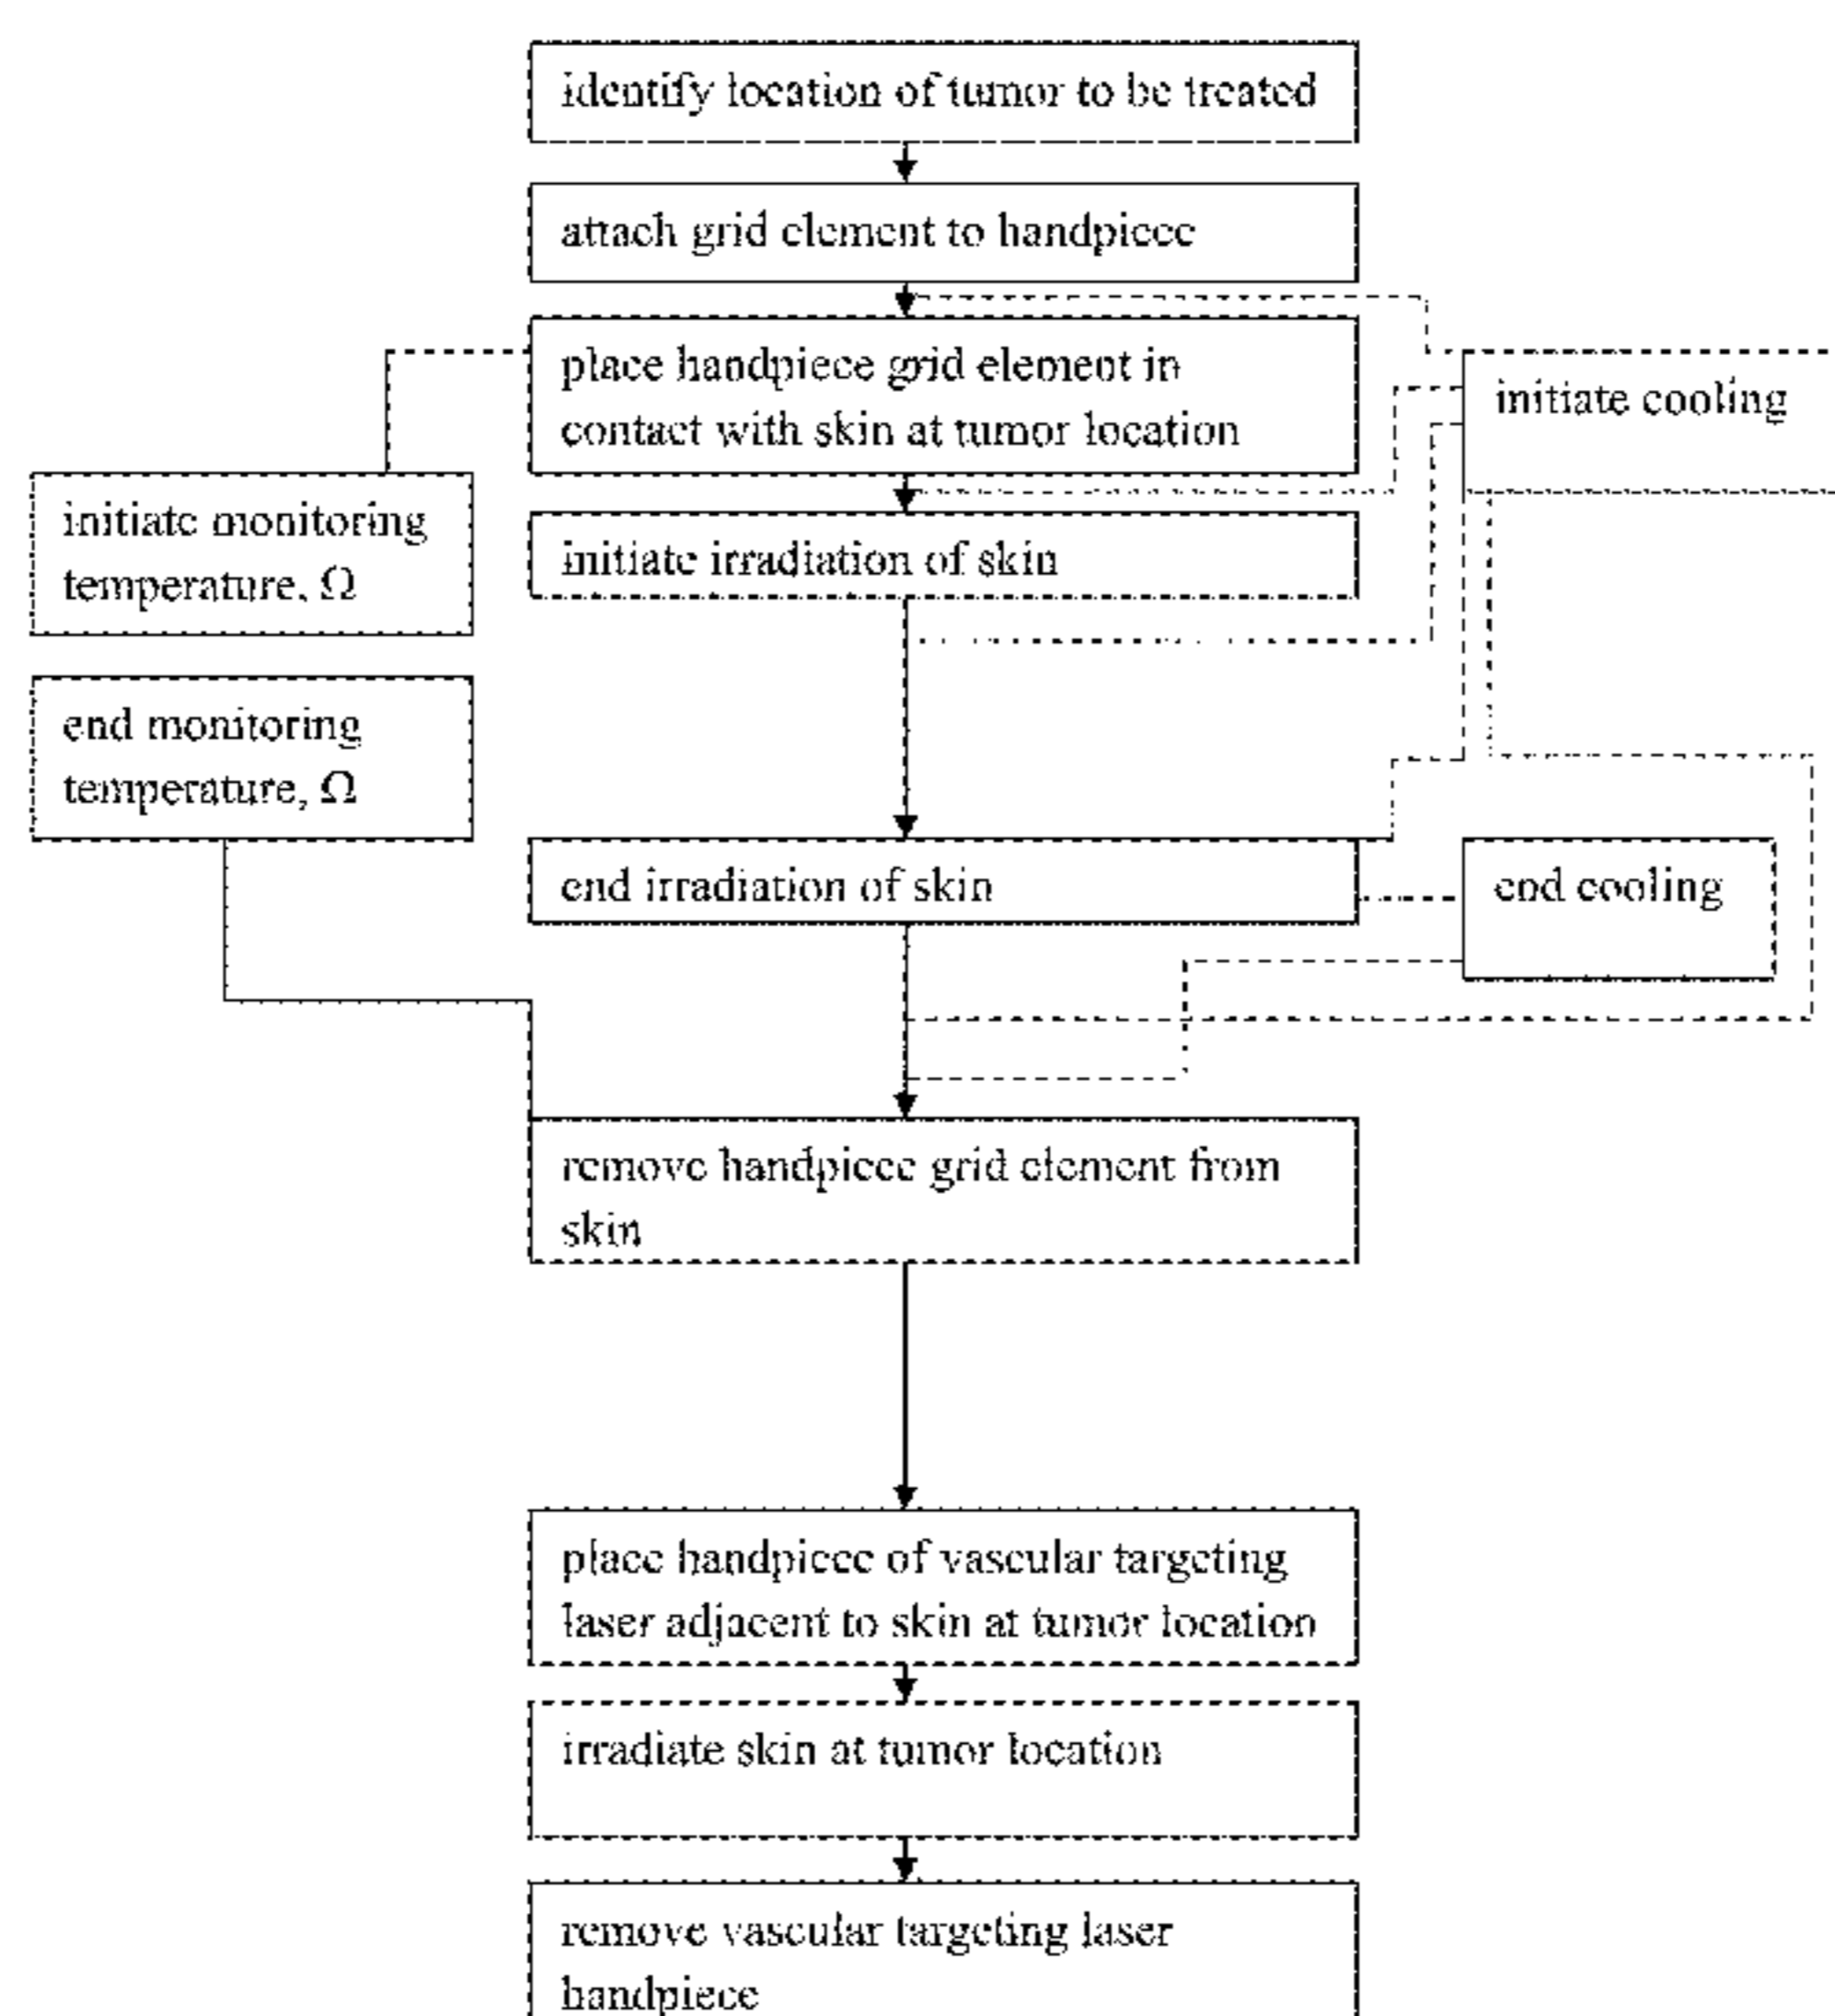 identify location of tumor to be treated
attach grid element to handpiece
place handpiece grid element in
contact with skin at tumor location
initiate cooling
initiate monitoring
temperature, Ω
initiate irradiation of skin
end monitoring
temperature, Ω
end irradiation of skin
end cooling
remove handpiece grid element from
skin
place handpiece of vascular targeting
laser adjacent to skin at tumor location
irradiate skin at tumor location
remove vascular targeting laser
handpiece